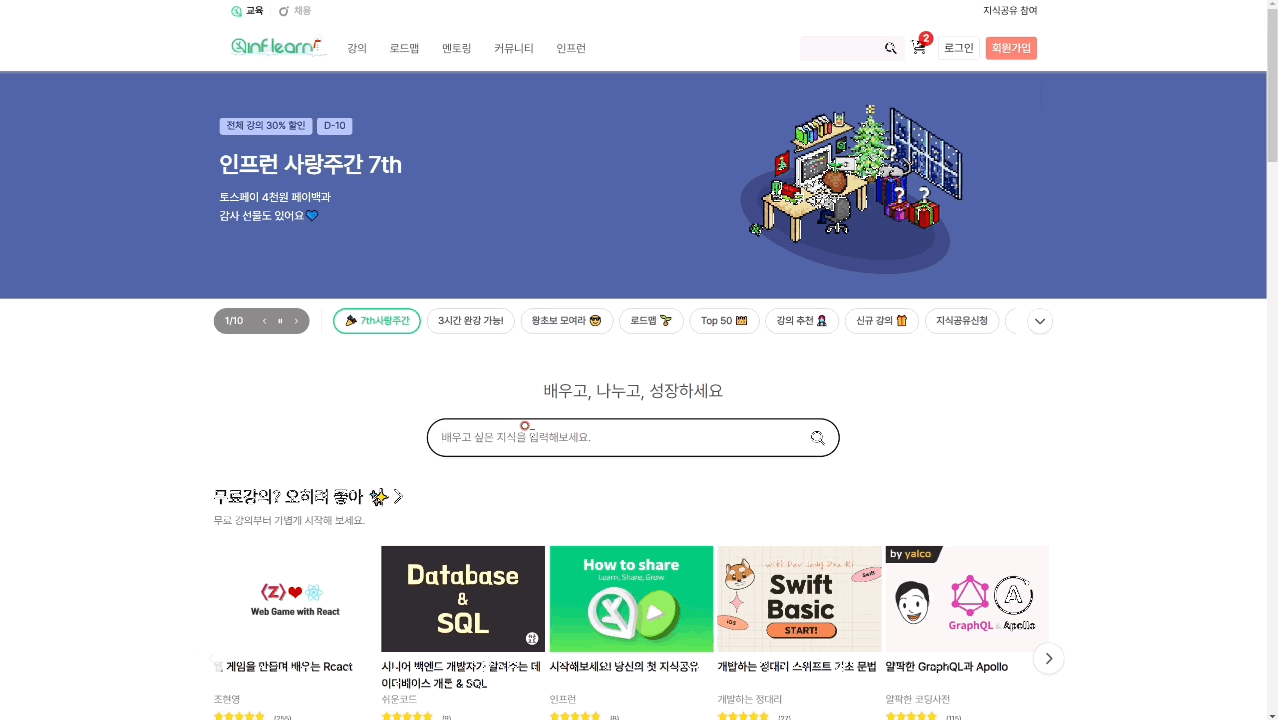 교육
채용
지식공유 참여
inflearn
강의
로드맵
멘토링
커뮤니티
인프런
2
로그인
회원가입
전체 강의 30% 할인
D-10
인프런 사랑주간 7th
토스페이 4천원 페이백과
감사 선물도 있어요
1/10
7th사랑주간
3시간 완강 가능!
왕초보 모여라
로드맵
Top 50
강의 추천
신규 강의
지식공유신청
배우고, 나누고, 성장하세요
배우고 싶은 지식을 입력해보세요.
무료강의? 오히려 좋아
무료 강의부터 가볍게 시작해 보세요.
Web Game with React
Database
&
SQL
How to share
Learn, Share, Grow
Swift
Basic
START!
Swift
iOS
by yalco
GraphQL & Apollo
웹 게임을 만들며 배우는 React
조현영
(255)
시니어 백엔드 개발자가 알려주는 데
이터베이스 개론 & SQL
쉬운코드
(9)
시작해보세요! 당신의 첫 지식공유
인프런
(8)
개발하는 정대리 스위프트 기초 문법
개발하는 정대리
(27)
얄팍한 GraphQL과 Apollo
얄팍한 코딩사전
(115)